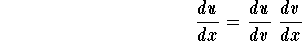 du/dx = du/dv dv/dx